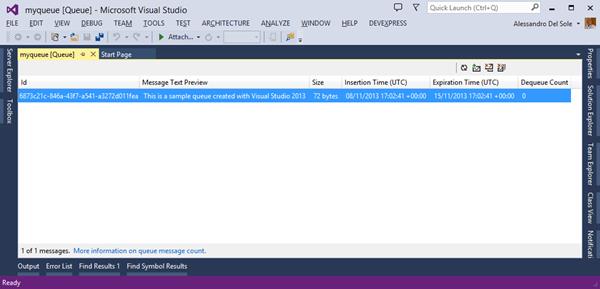 myqueue [Queue] - Microsoft Visual Studio
Quick Launch (Ctrl+Q)
FILE EDIT VIEW DEBUG TEAM SQL TOOLS TEST ARCHITECTURE ANALYZE WINDOW HELP DEVEXPRESS
Alessandro Del Sole
Attach...
Server Explorer
Toolbox
myqueue [Queue]
Start Page
Id Message Text Preview Size Insertion Time (UTC) Expiration Time (UTC) Dequeue Count
6873c21c-846a-43f7-a541-a3272d011fea This is a sample queue created with Visual Studio 2013 72 bytes 08/11/2013 17:02:41 +00:00 15/11/2013 17:02:41 +00:00 0
1 of 1 messages. More information on queue message count.
Properties
Solution Explorer
Team Explorer
Class View
Notificati
Output Error List Find Results 1 Find Symbol Results
Ready